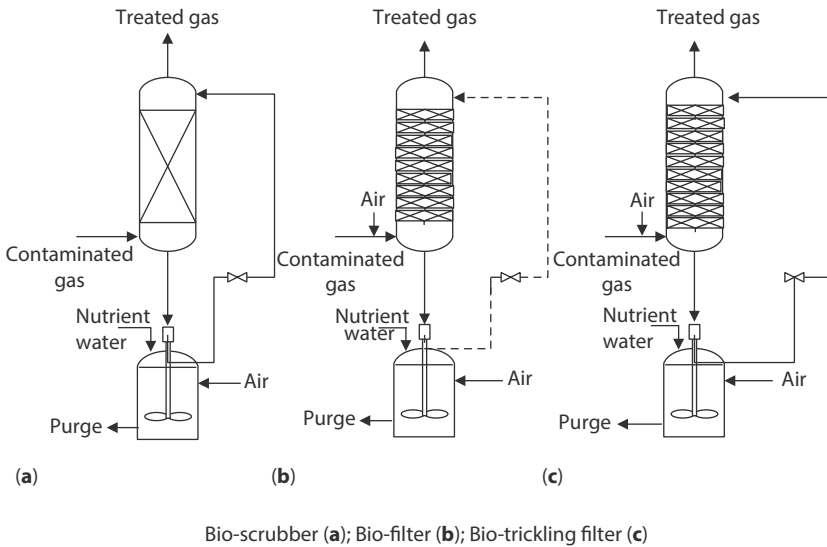 Treated gas
Contaminated
gas
Nutrient
water
Air
Purge
(a)
Treated gas
Air
Contaminated
gas
Nutrient
water
Air
Purge
(b)
Treated gas
Air
Contaminated
gas
Nutrient
water
Air
Purge
(c)
Bio-scrubber (a); Bio-filter (b); Bio-trickling filter (c)